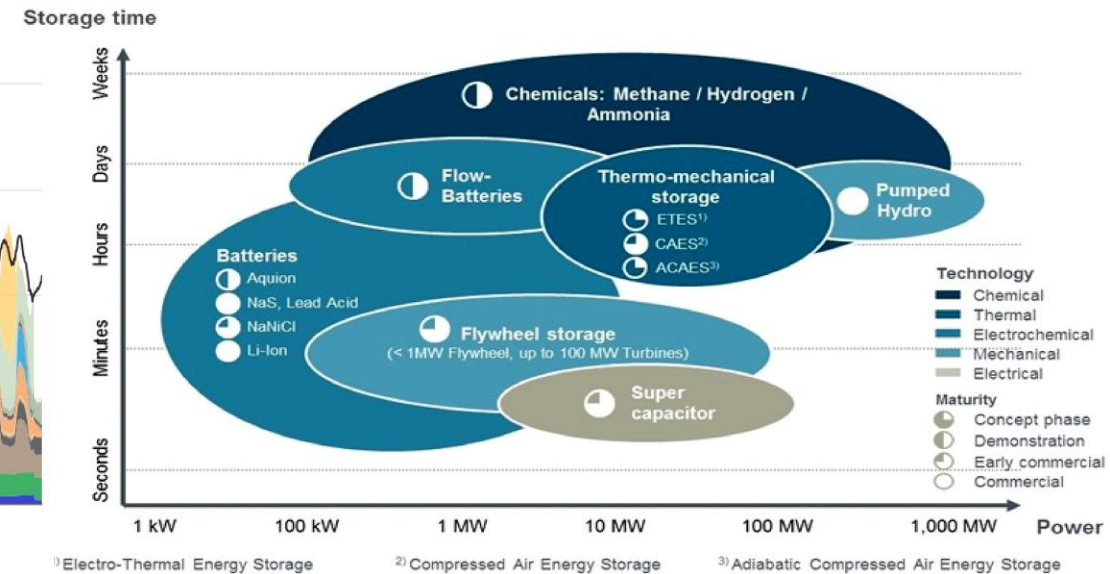 Storage time
Weeks
Days
Hours
Minutes
Seconds
Chemicals: Methane / Hydrogen /
Ammonia
Flow-
Batteries
Thermo-mechanical
storage
ETES1)
CAES2)
ACAES3)
Pumped
Hydro
Batteries
Aquion
NaS, Lead Acid
NaNiCl
Li-Ion
Flywheel storage
(< 1MW Flywheel, up to 100 MW Turbines)
Super
capacitor
Technology
Chemical
Thermal
Electrochemical
Mechanical
Electrical
Maturity
Concept phase
Demonstration
Early commercial
Commercial
1 kW 100 kW 1 MW 10 MW 100 MW 1,000 MW Power
1) Electro-Thermal Energy Storage 2) Compressed Air Energy Storage 3) Adiabatic Compressed Air Energy Storage